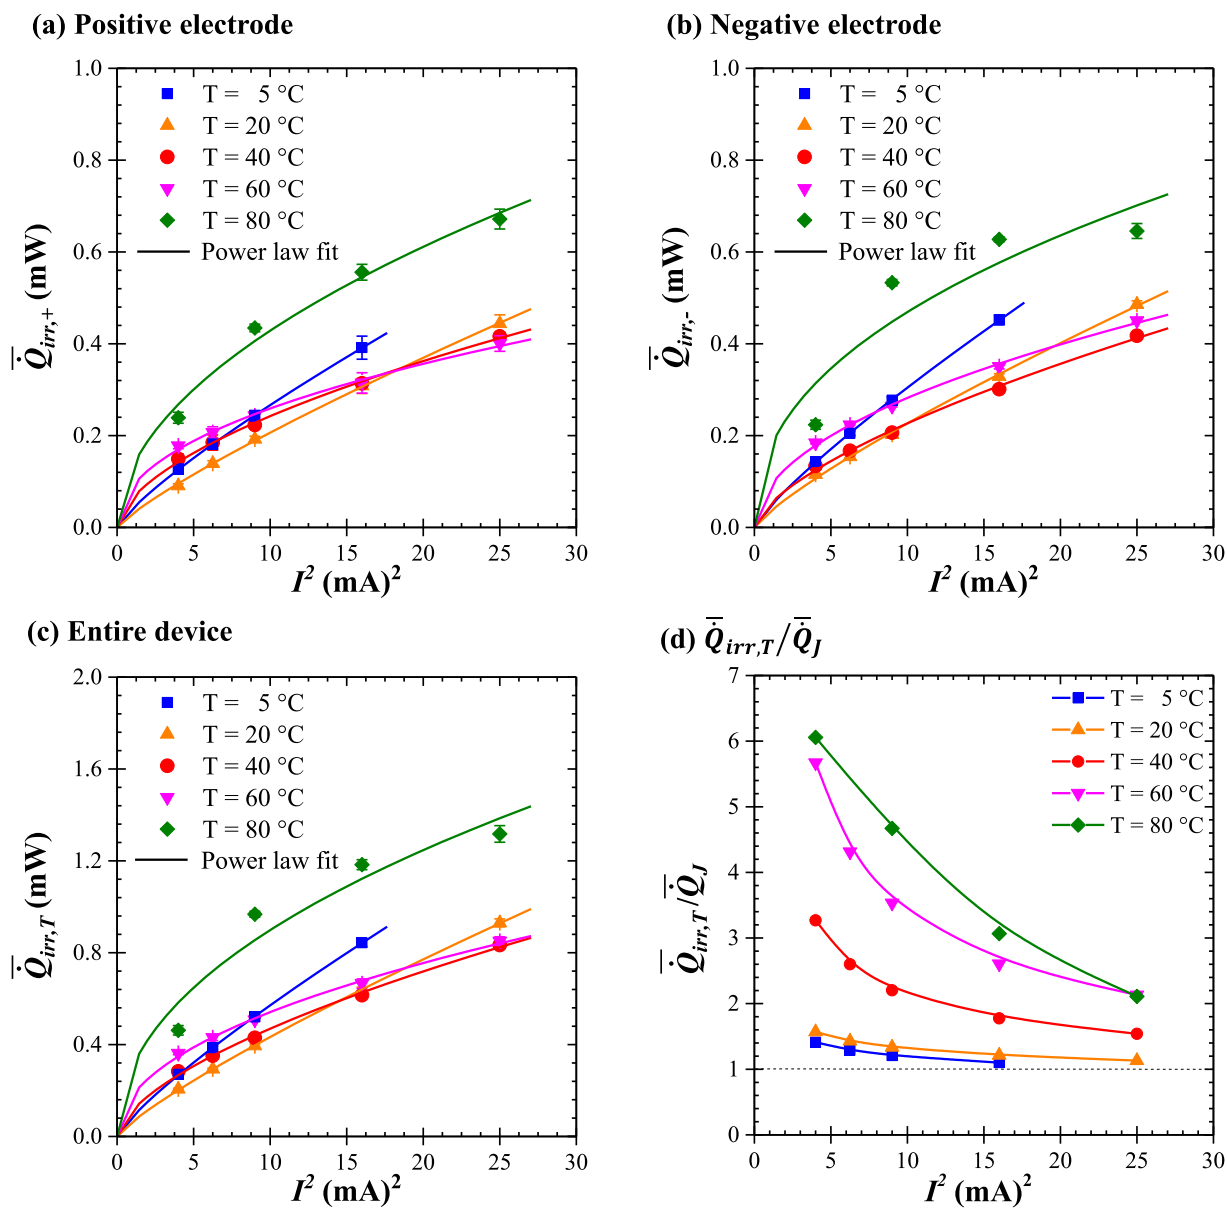 (a) Positive electrode
1.0
0.8
0.6
0.4
0.2
0.0
T = 5 °C
T = 20 °C
T = 40 °C
T = 60 °C
T = 80 °C
Power law fit
Q̇̅irr,+ (mW)
0 5 10 15 20 25 30
I² (mA)²
(b) Negative electrode
1.0
0.8
0.6
0.4
0.2
0.0
T = 5 °C
T = 20 °C
T = 40 °C
T = 60 °C
T = 80 °C
Power law fit
Q̇̅irr,- (mW)
0 5 10 15 20 25 30
I² (mA)²
(c) Entire device
2.0
1.6
1.2
0.8
0.4
0.0
T = 5 °C
T = 20 °C
T = 40 °C
T = 60 °C
T = 80 °C
Power law fit
Q̇̅irr,T (mW)
0 5 10 15 20 25 30
I² (mA)²
(d) Q̇̅irr,T/Q̇̅J
7
6
5
4
3
2
1
0
T = 5 °C
T = 20 °C
T = 40 °C
T = 60 °C
T = 80 °C
Q̇̅irr,T/Q̇̅J
0 5 10 15 20 25 30
I² (mA)²